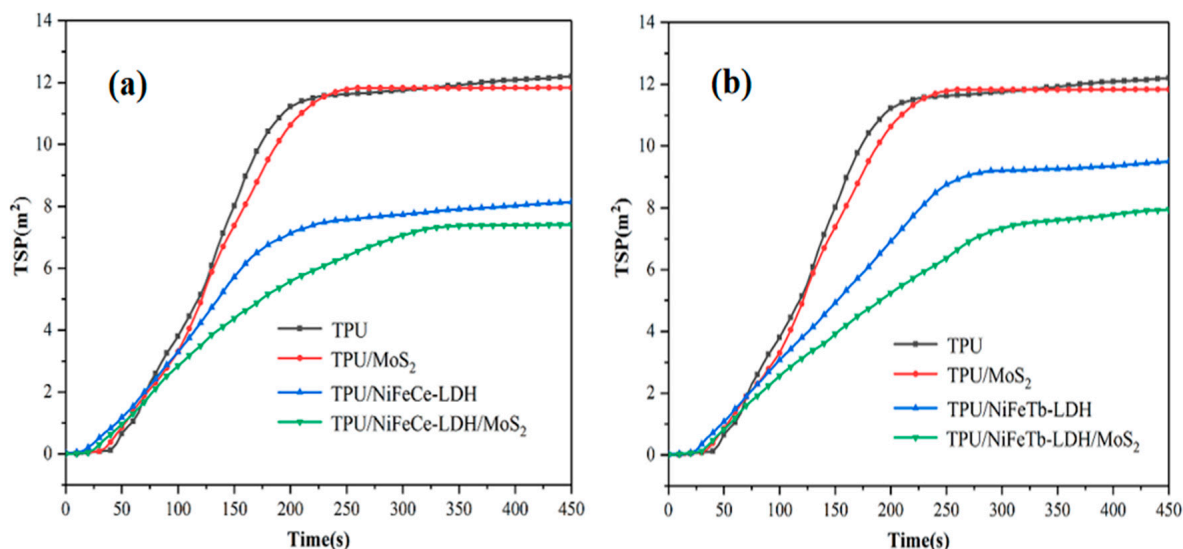 (a)
TSP(m²)
14
12
10
8
6
4
2
0
TPU
TPU/MoS₂
TPU/NiFeCe-LDH
TPU/NiFeCe-LDH/MoS₂
0 50 100 150 200 250 300 350 400 450
Time(s)
(b)
TSP(m²)
14
12
10
8
6
4
2
0
TPU
TPU/MoS₂
TPU/NiFeTb-LDH
TPU/NiFeTb-LDH/MoS₂
0 50 100 150 200 250 300 350 400 450
Time(s)